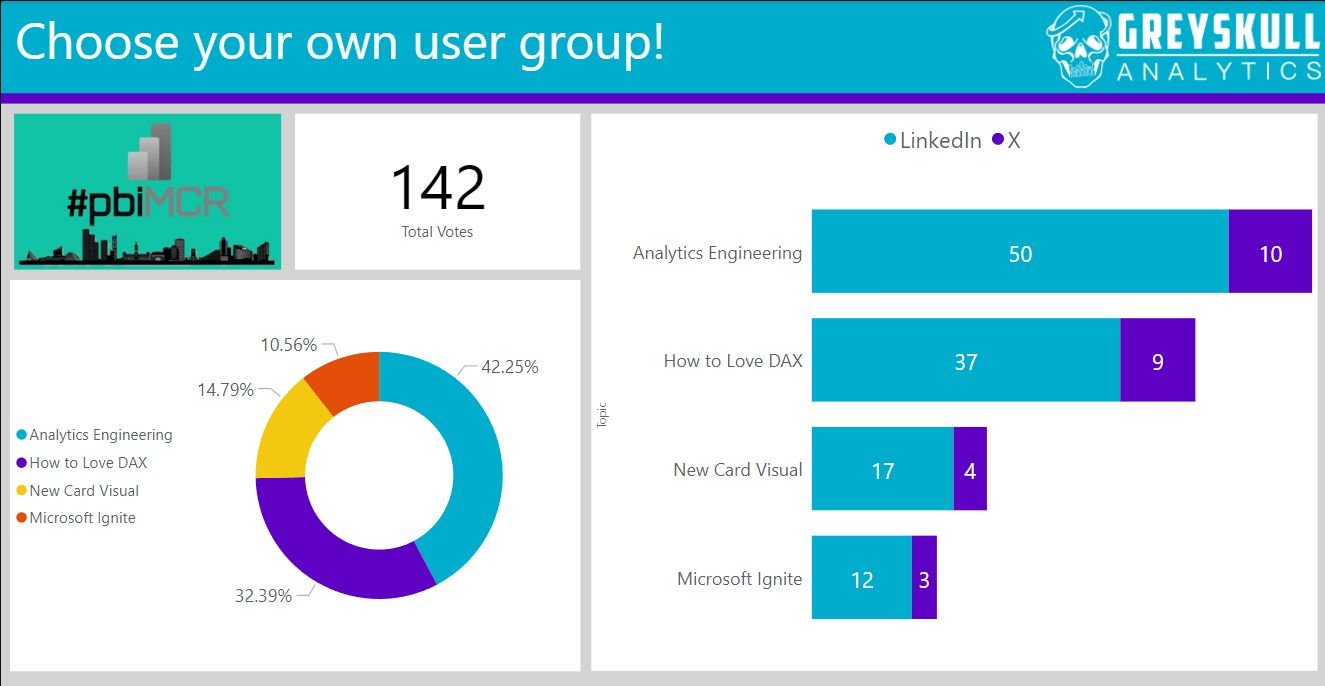 Choose your own user group!
GREYSKULL
ANALYTICS
#pbiMCR
142
Total Votes
10.56%
42.25%
14.79%
32.39%
Analytics Engineering
How to Love DAX
New Card Visual
Microsoft Ignite
LinkedIn X
Topic
Analytics Engineering 50 10
How to Love DAX 37 9
New Card Visual 17 4
Microsoft Ignite 12 3